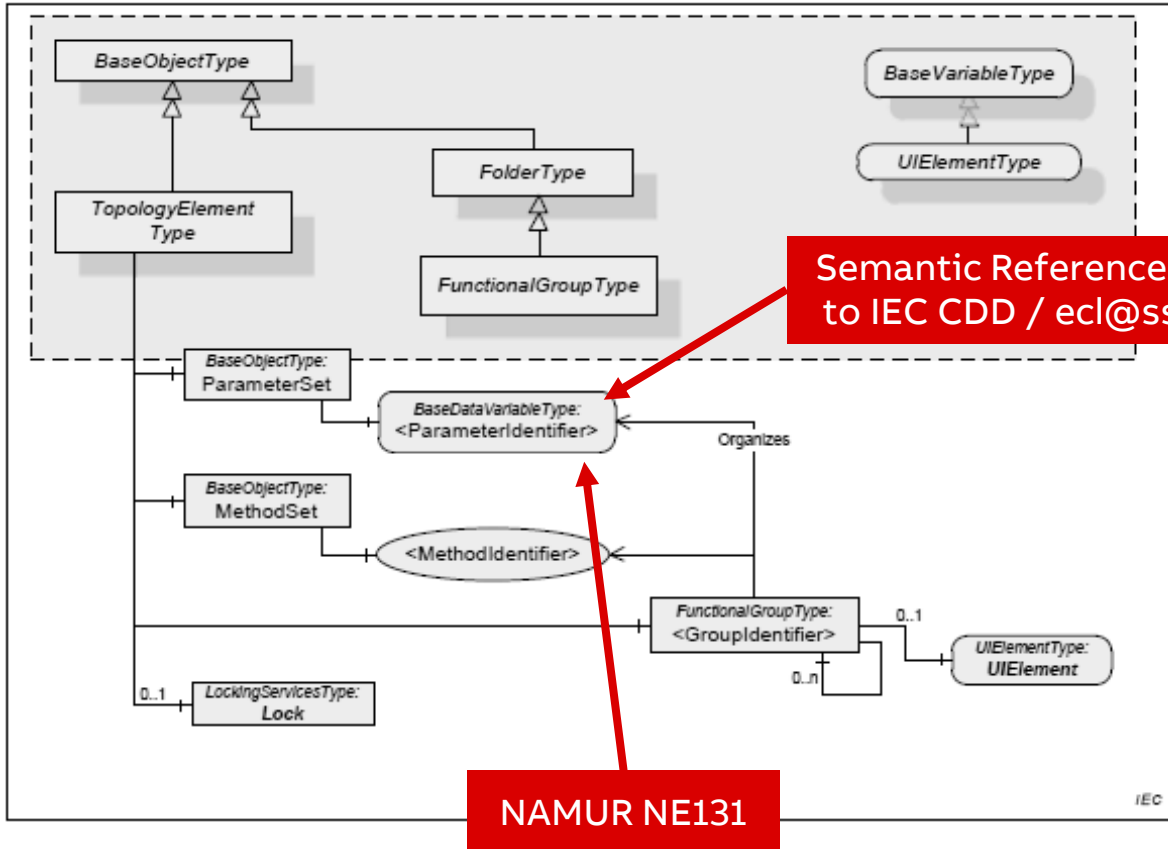 BaseObjectType
BaseVariableType
FolderType
UIElementType
TopologyElement
Type
FunctionalGroupType
Semantic Reference
to IEC CDD / ecl@ss
BaseObjectType:
ParameterSet
BaseDataVariableType:
<ParameterIdentifier>
Organizes
BaseObjectType:
MethodSet
<MethodIdentifier>
FunctionalGroupType:
<GroupIdentifier>
0..1
UIElementType:
UIElement
0..n
0..1
LockingServicesType:
Lock
NAMUR NE131
IEC